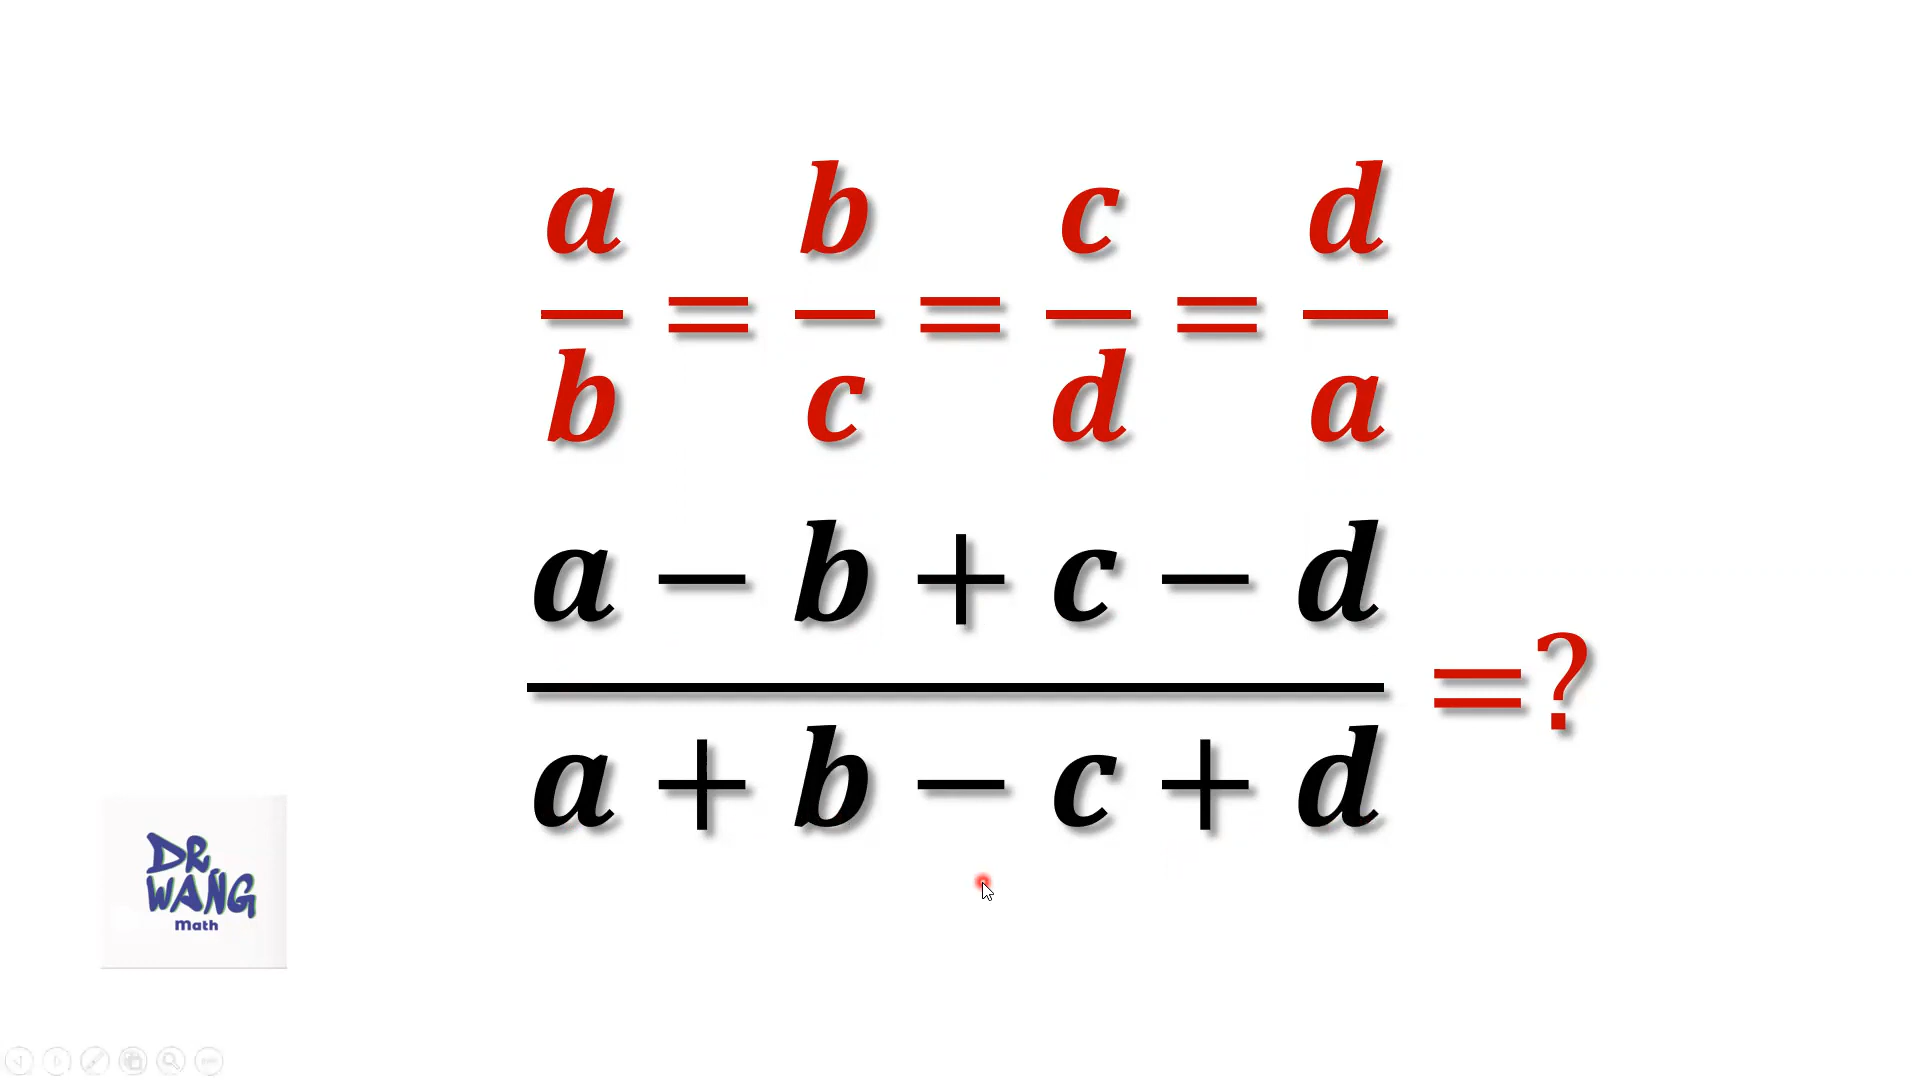 a/b = b/c = c/d = d/a
(a − b + c − d)/(a + b − c + d) =?
DR.
WANG
Math